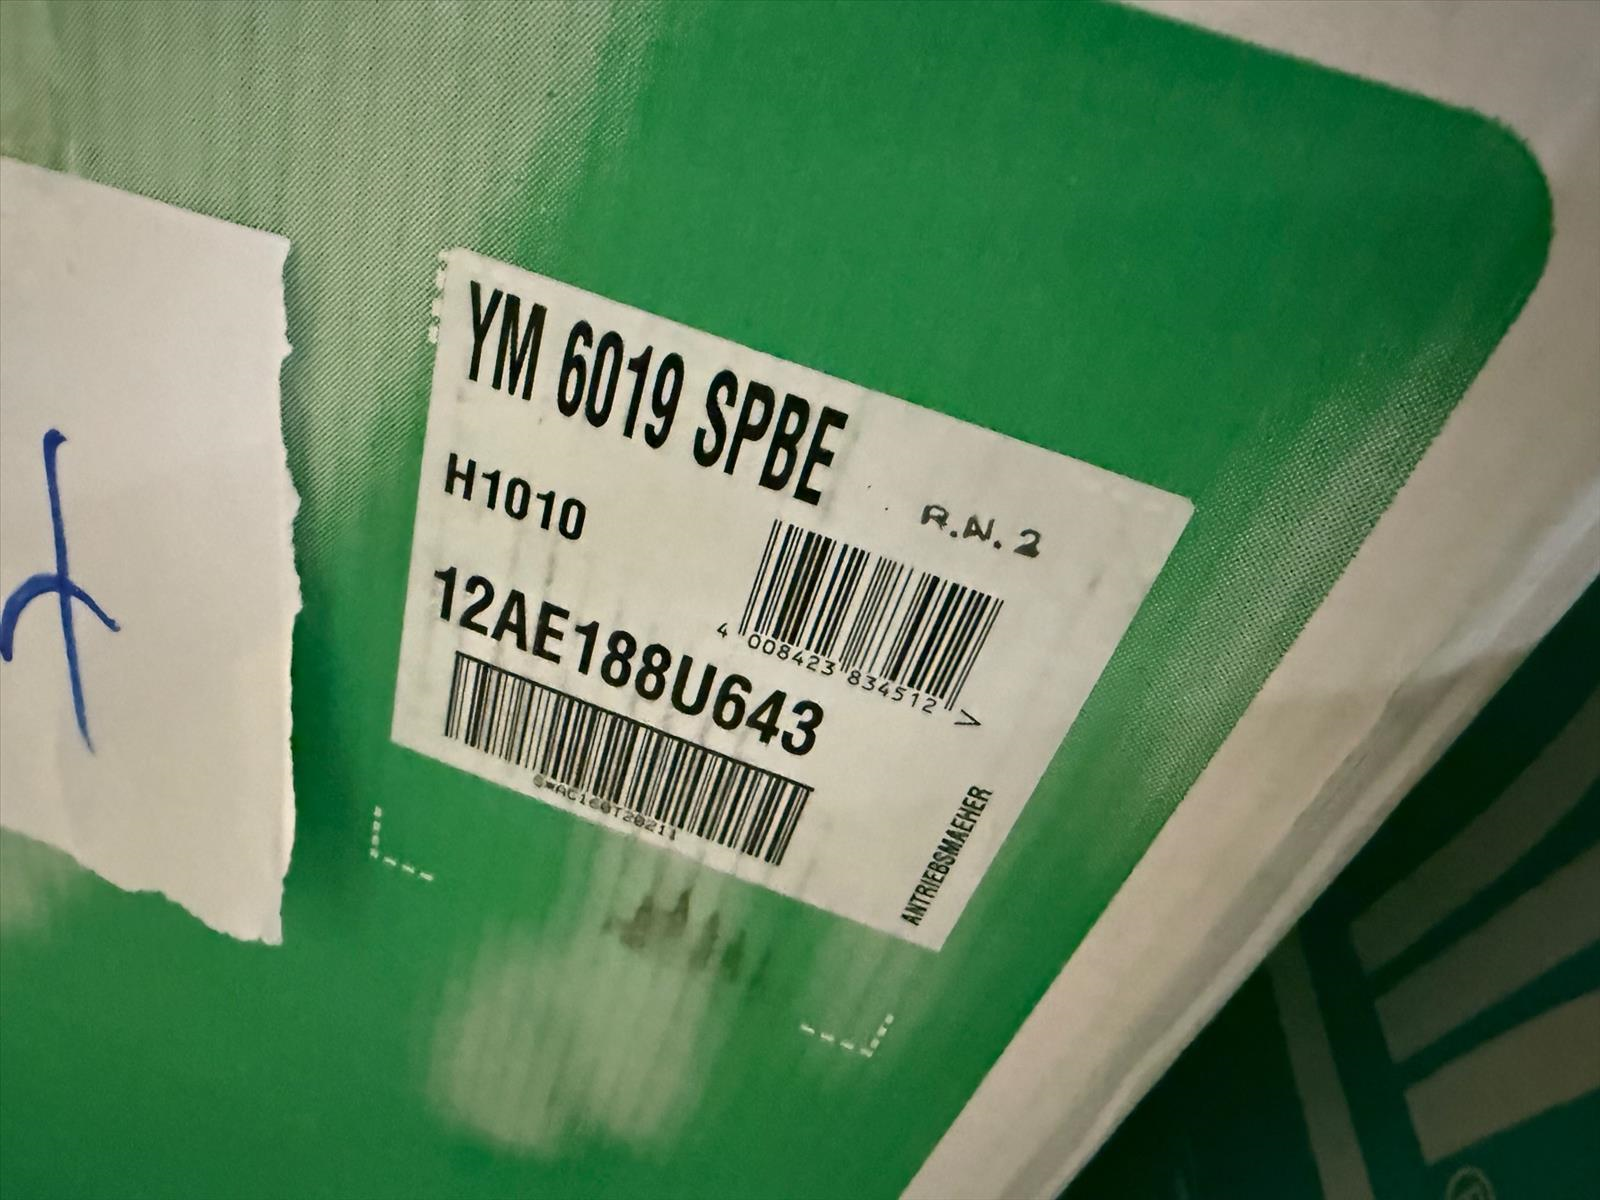 YM 6019 SPBE
H1010
R.N. 2
4 008423 834512 >
12AE188U643
ANTRIEBSMAEHER